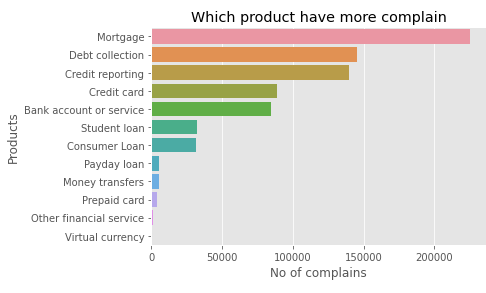 Which product have more complain
Mortgage
Debt collection
Credit reporting
Credit card
Bank account or service
Student loan
Consumer Loan
Payday loan
Money transfers
Prepaid card
Other financial service
Virtual currency
Products
0 50000 100000 150000 200000
No of complains